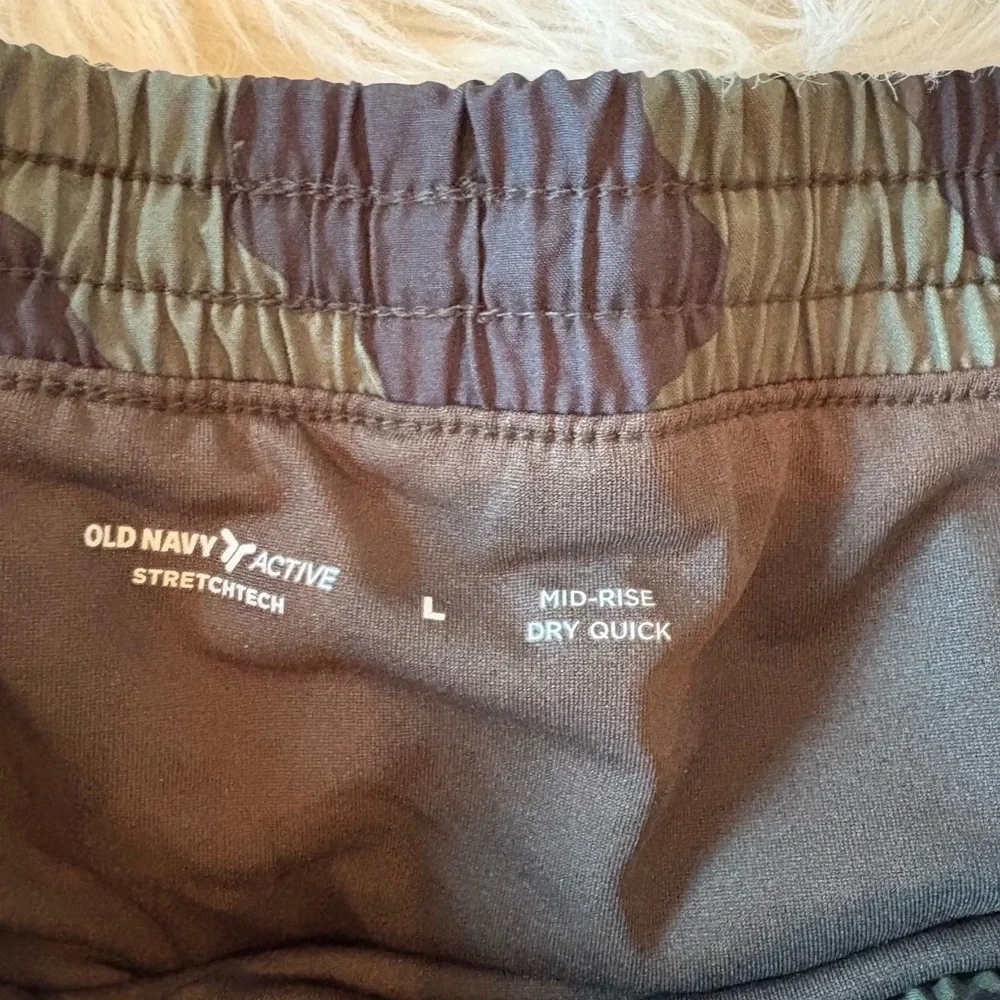 OLD NAVY ACTIVE
STRETCHTECH
L
MID-RISE
DRY QUICK